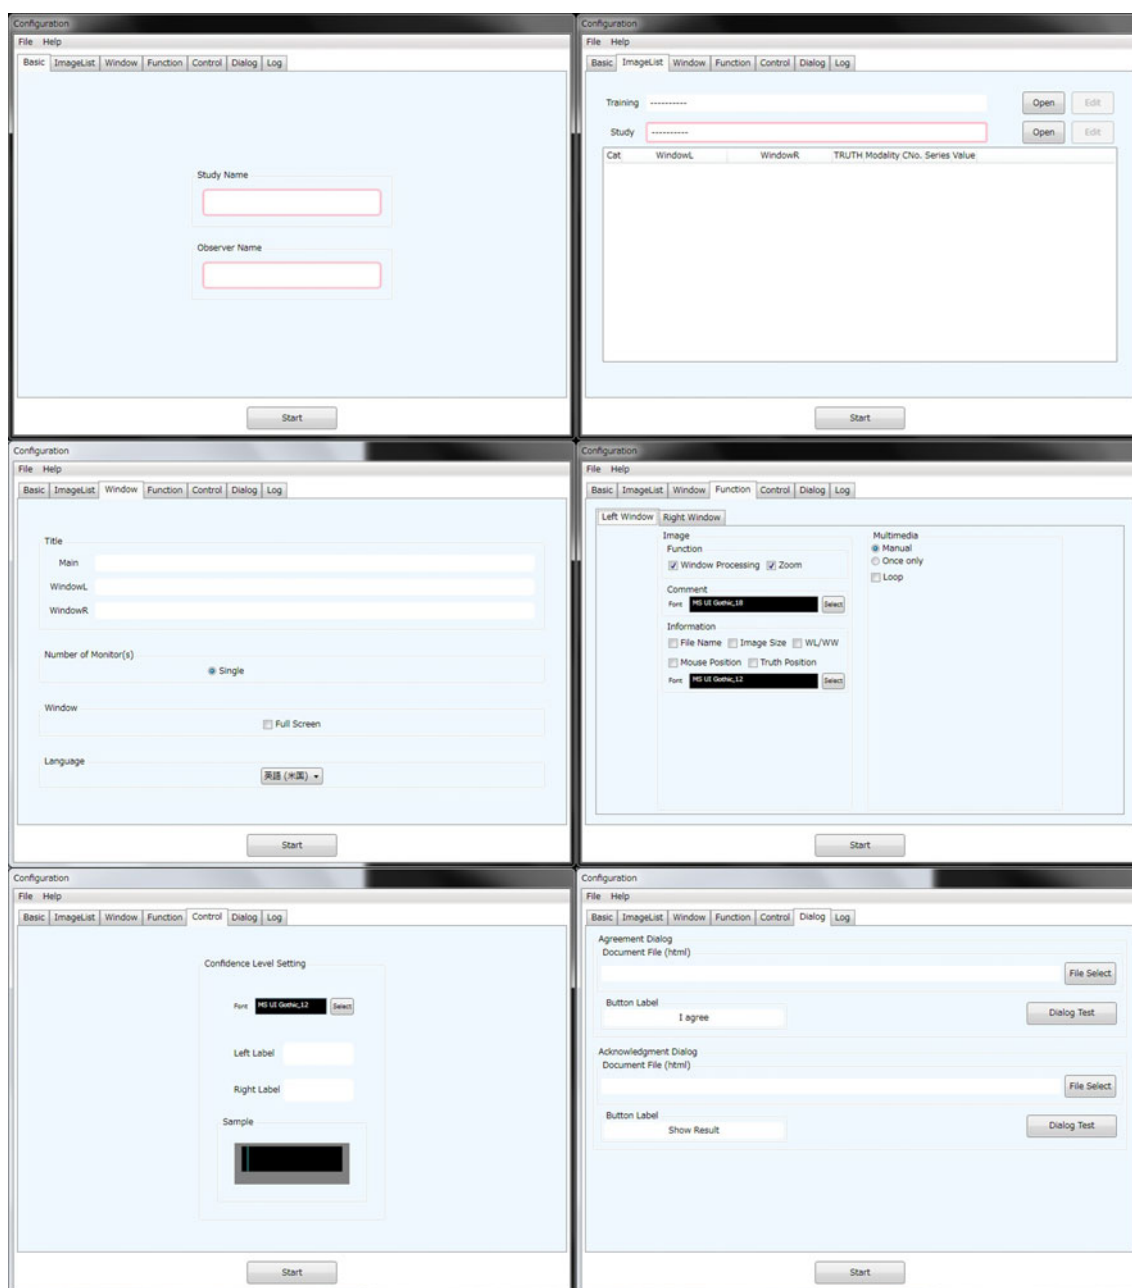 Configuration
File Help
Basic ImageList Window Function Control Dialog Log
Study Name
Observer Name
Start
Configuration
File Help
Basic ImageList Window Function Control Dialog Log
Training ---------- Open Edit
Study ---------- Open Edit
Cat WindowL WindowR TRUTH Modality CNo. Series Value
Start
Configuration
File Help
Basic ImageList Window Function Control Dialog Log
Title
Main
WindowL
WindowR
Number of Monitor(s)
Single
Window
Full Screen
Language
英語 (米国)
Start
Configuration
File Help
Basic ImageList Window Function Control Dialog Log
Left Window Right Window
Image
Function
Window Processing Zoom
Comment
Font MS UI Gothic,18 Select
Information
File Name Image Size WL/WW
Mouse Position Truth Position
Font MS UI Gothic,12 Select
Multimedia
Manual
Once only
Loop
Start
Configuration
File Help
Basic ImageList Window Function Control Dialog Log
Confidence Level Setting
Font MS UI Gothic,12 Select
Left Label
Right Label
Sample
Start
Configuration
File Help
Basic ImageList Window Function Control Dialog Log
Agreement Dialog
Document File (html)
File Select
Button Label
I agree
Dialog Test
Acknowledgment Dialog
Document File (html)
File Select
Button Label
Show Result
Dialog Test
Start